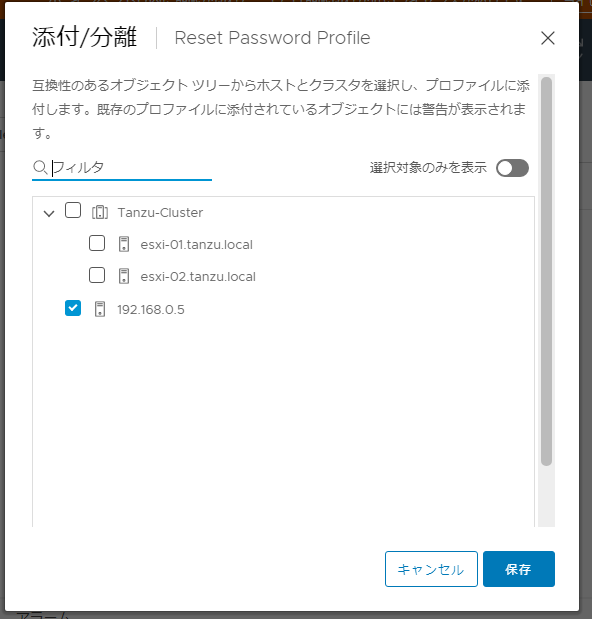 添付/分離 Reset Password Profile
互換性のあるオブジェクト ツリーからホストとクラスタを選択し、プロファイルに添
付します。既存のプロファイルに添付されているオブジェクトには警告が表示されま
す。
フィルタ 選択対象のみを表示
Tanzu-Cluster
esxi-01.tanzu.local
esxi-02.tanzu.local
192.168.0.5
キャンセル 保存
アラーム